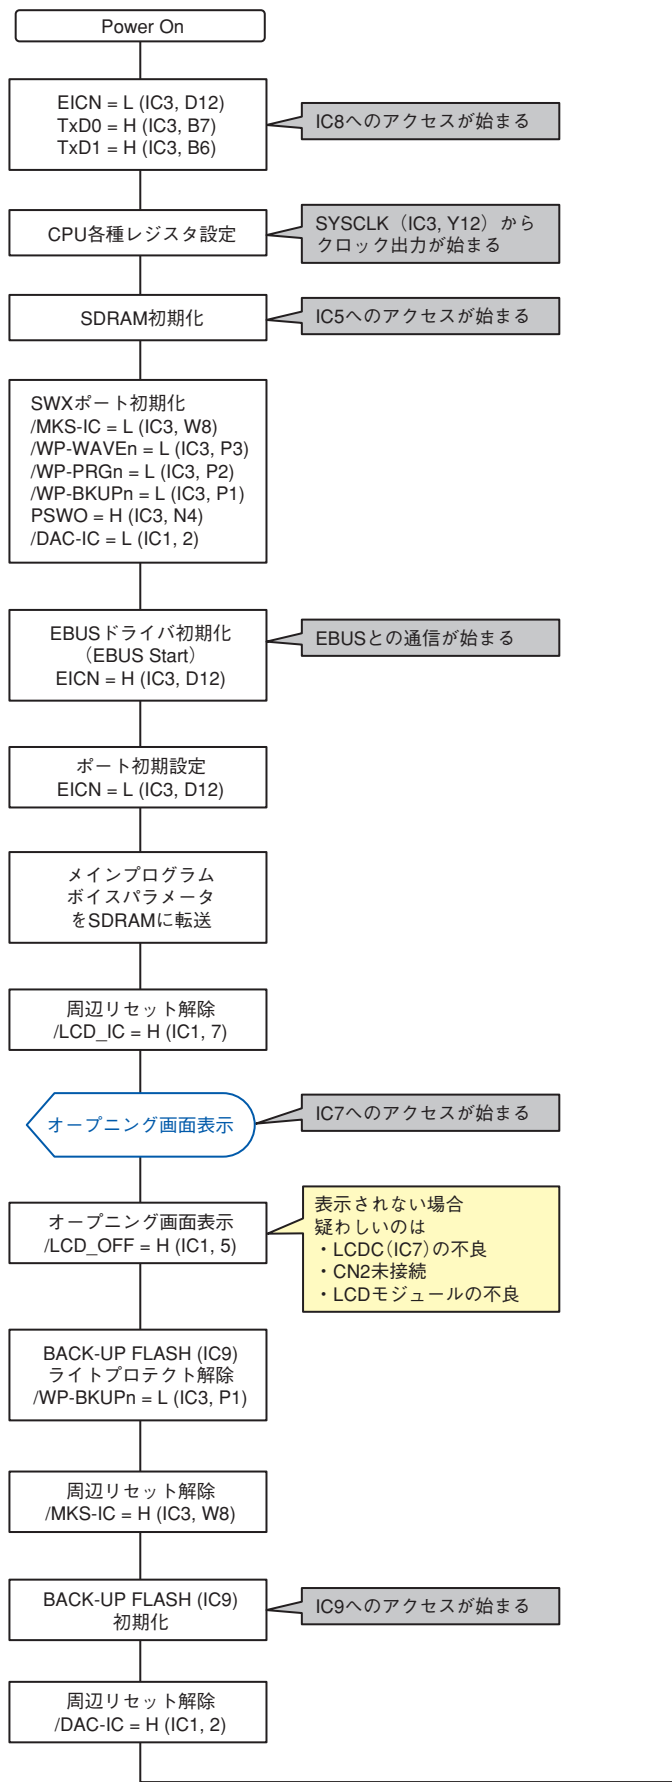 Power On
EICN = L (IC3, D12)
TxD0 = H (IC3, B7)
TxD1 = H (IC3, B6)
IC8へのアクセスが始まる
CPU各種レジスタ設定
SYSCLK（IC3, Y12）から
クロック出力が始まる
SDRAM初期化
IC5へのアクセスが始まる
SWXポート初期化
/MKS-IC = L (IC3, W8)
/WP-WAVEn = L (IC3, P3)
/WP-PRGn = L (IC3, P2)
/WP-BKUPn = L (IC3, P1)
PSWO = H (IC3, N4)
/DAC-IC = L (IC1, 2)
EBUSドライバ初期化
（EBUS Start）
EICN = H (IC3, D12)
EBUSとの通信が始まる
ポート初期設定
EICN = L (IC3, D12)
メインプログラム
ボイスパラメータ
をSDRAMに転送
周辺リセット解除
/LCD_IC = H (IC1, 7)
オープニング画面表示
IC7へのアクセスが始まる
オープニング画面表示
/LCD_OFF = H (IC1, 5)
表示されない場合
疑わしいのは
・LCDC(IC7)の不良
・CN2未接続
・LCDモジュールの不良
BACK-UP FLASH (IC9)
ライトプロテクト解除
/WP-BKUPn = L (IC3, P1)
周辺リセット解除
/MKS-IC = H (IC3, W8)
BACK-UP FLASH (IC9)
初期化
IC9へのアクセスが始まる
周辺リセット解除
/DAC-IC = H (IC1, 2)